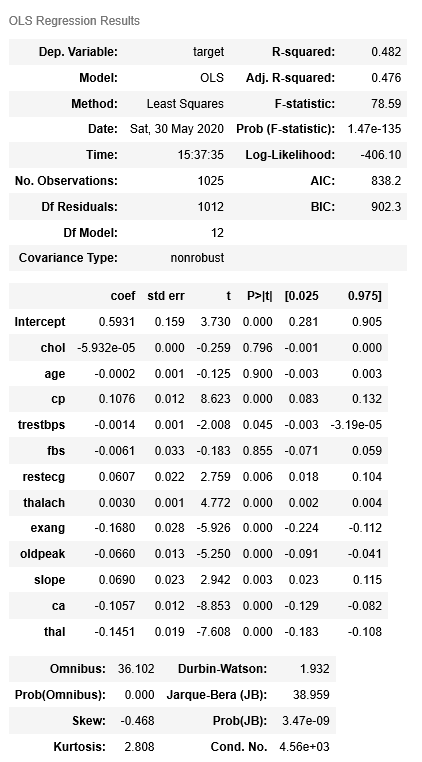 OLS Regression Results
Dep. Variable: target R-squared: 0.482
Model: OLS Adj. R-squared: 0.476
Method: Least Squares F-statistic: 78.59
Date: Sat, 30 May 2020 Prob (F-statistic): 1.47e-135
Time: 15:37:35 Log-Likelihood: -406.10
No. Observations: 1025 AIC: 838.2
Df Residuals: 1012 BIC: 902.3
Df Model: 12
Covariance Type: nonrobust
coef std err t P>|t| [0.025 0.975]
Intercept 0.5931 0.159 3.730 0.000 0.281 0.905
chol -5.932e-05 0.000 -0.259 0.796 -0.001 0.000
age -0.0002 0.001 -0.125 0.900 -0.003 0.003
cp 0.1076 0.012 8.623 0.000 0.083 0.132
trestbps -0.0014 0.001 -2.008 0.045 -0.003 -3.19e-05
fbs -0.0061 0.033 -0.183 0.855 -0.071 0.059
restecg 0.0607 0.022 2.759 0.006 0.018 0.104
thalach 0.0030 0.001 4.772 0.000 0.002 0.004
exang -0.1680 0.028 -5.926 0.000 -0.224 -0.112
oldpeak -0.0660 0.013 -5.250 0.000 -0.091 -0.041
slope 0.0690 0.023 2.942 0.003 0.023 0.115
ca -0.1057 0.012 -8.853 0.000 -0.129 -0.082
thal -0.1451 0.019 -7.608 0.000 -0.183 -0.108
Omnibus: 36.102 Durbin-Watson: 1.932
Prob(Omnibus): 0.000 Jarque-Bera (JB): 38.959
Skew: -0.468 Prob(JB): 3.47e-09
Kurtosis: 2.808 Cond. No. 4.56e+03